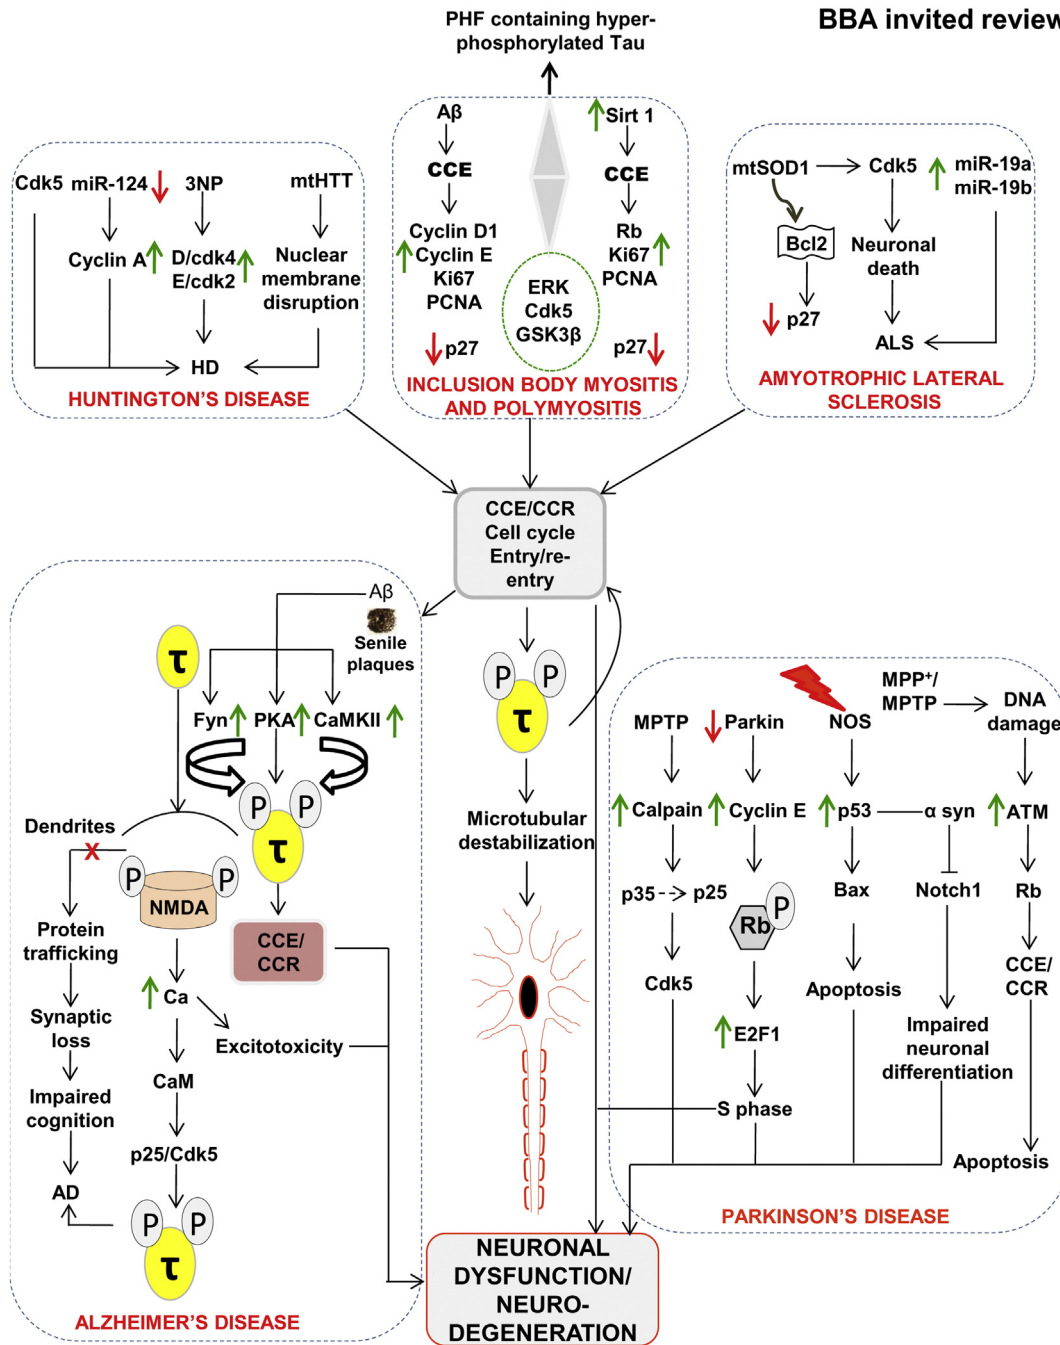 BBA invited review
PHF containing hyper-
phosphorylated Tau
Cdk5
miR-124
3NP
mtHTT
Cyclin A
D/cdk4
E/cdk2
Nuclear
membrane
disruption
HD
HUNTINGTON'S DISEASE
Aβ
CCE
Cyclin D1
Cyclin E
Ki67
PCNA
p27
Sirt 1
CCE
Rb
Ki67
PCNA
p27
ERK
Cdk5
GSK3β
INCLUSION BODY MYOSITIS
AND POLYMYOSITIS
mtSOD1
Cdk5
miR-19a
miR-19b
Bcl2
Neuronal
death
p27
ALS
AMYOTROPHIC LATERAL
SCLEROSIS
CCE/CCR
Cell cycle
Entry/re-
entry
Aβ
Senile
plaques
τ
Fyn
PKA
CaMKII
P
P
τ
Dendrites
X
P
P
NMDA
Protein
trafficking
CCE/
CCR
Ca
Synaptic
loss
Excitotoxicity
CaM
Impaired
cognition
p25/Cdk5
AD
P
P
τ
ALZHEIMER'S DISEASE
P
P
τ
Microtubular
destabilization
NEURONAL
DYSFUNCTION/
NEURO-
DEGENERATION
MPTP
Parkin
NOS
MPP⁺/
MPTP
DNA
damage
Calpain
Cyclin E
p53
α syn
ATM
p35
p25
Rb
P
Bax
Notch1
Rb
Cdk5
E2F1
Apoptosis
Impaired
neuronal
differentiation
CCE/
CCR
S phase
Apoptosis
PARKINSON'S DISEASE